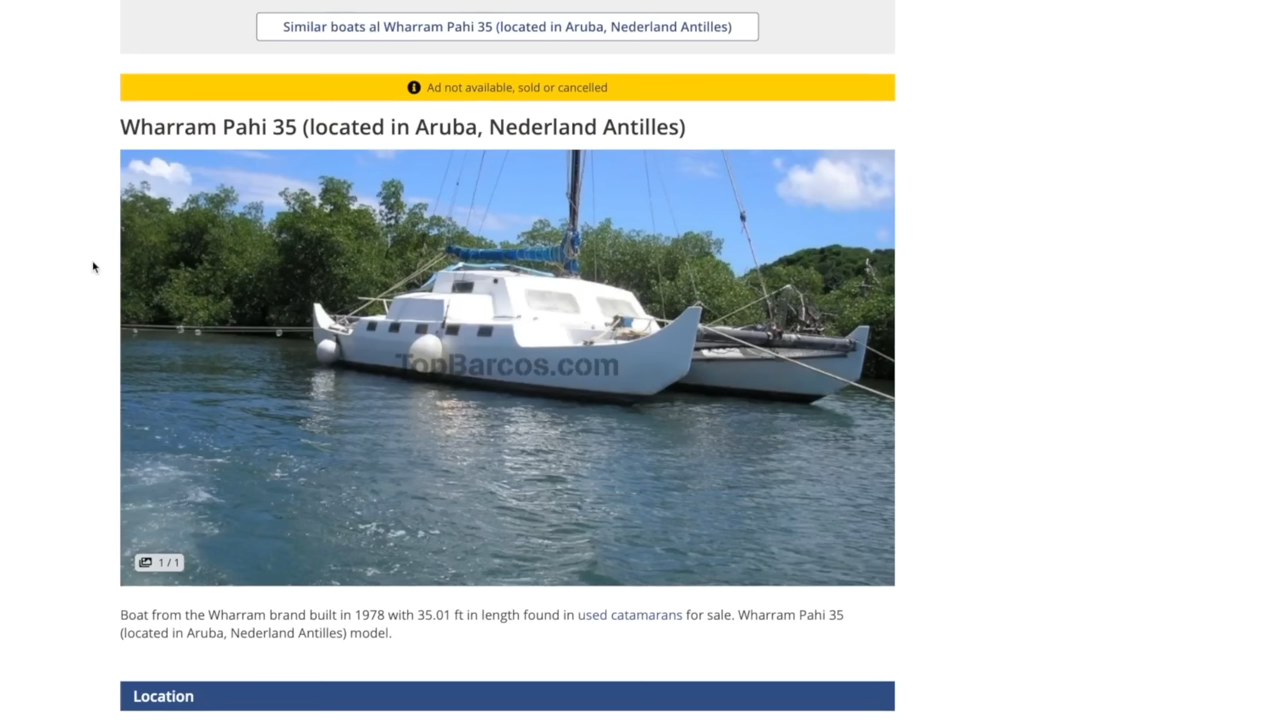 Similar boats al Wharram Pahi 35 (located in Aruba, Nederland Antilles)
Ad not available, sold or cancelled
Wharram Pahi 35 (located in Aruba, Nederland Antilles)
TopBarcos.com
1 / 1
Boat from the Wharram brand built in 1978 with 35.01 ft in length found in used catamarans for sale. Wharram Pahi 35
(located in Aruba, Nederland Antilles) model.
Location